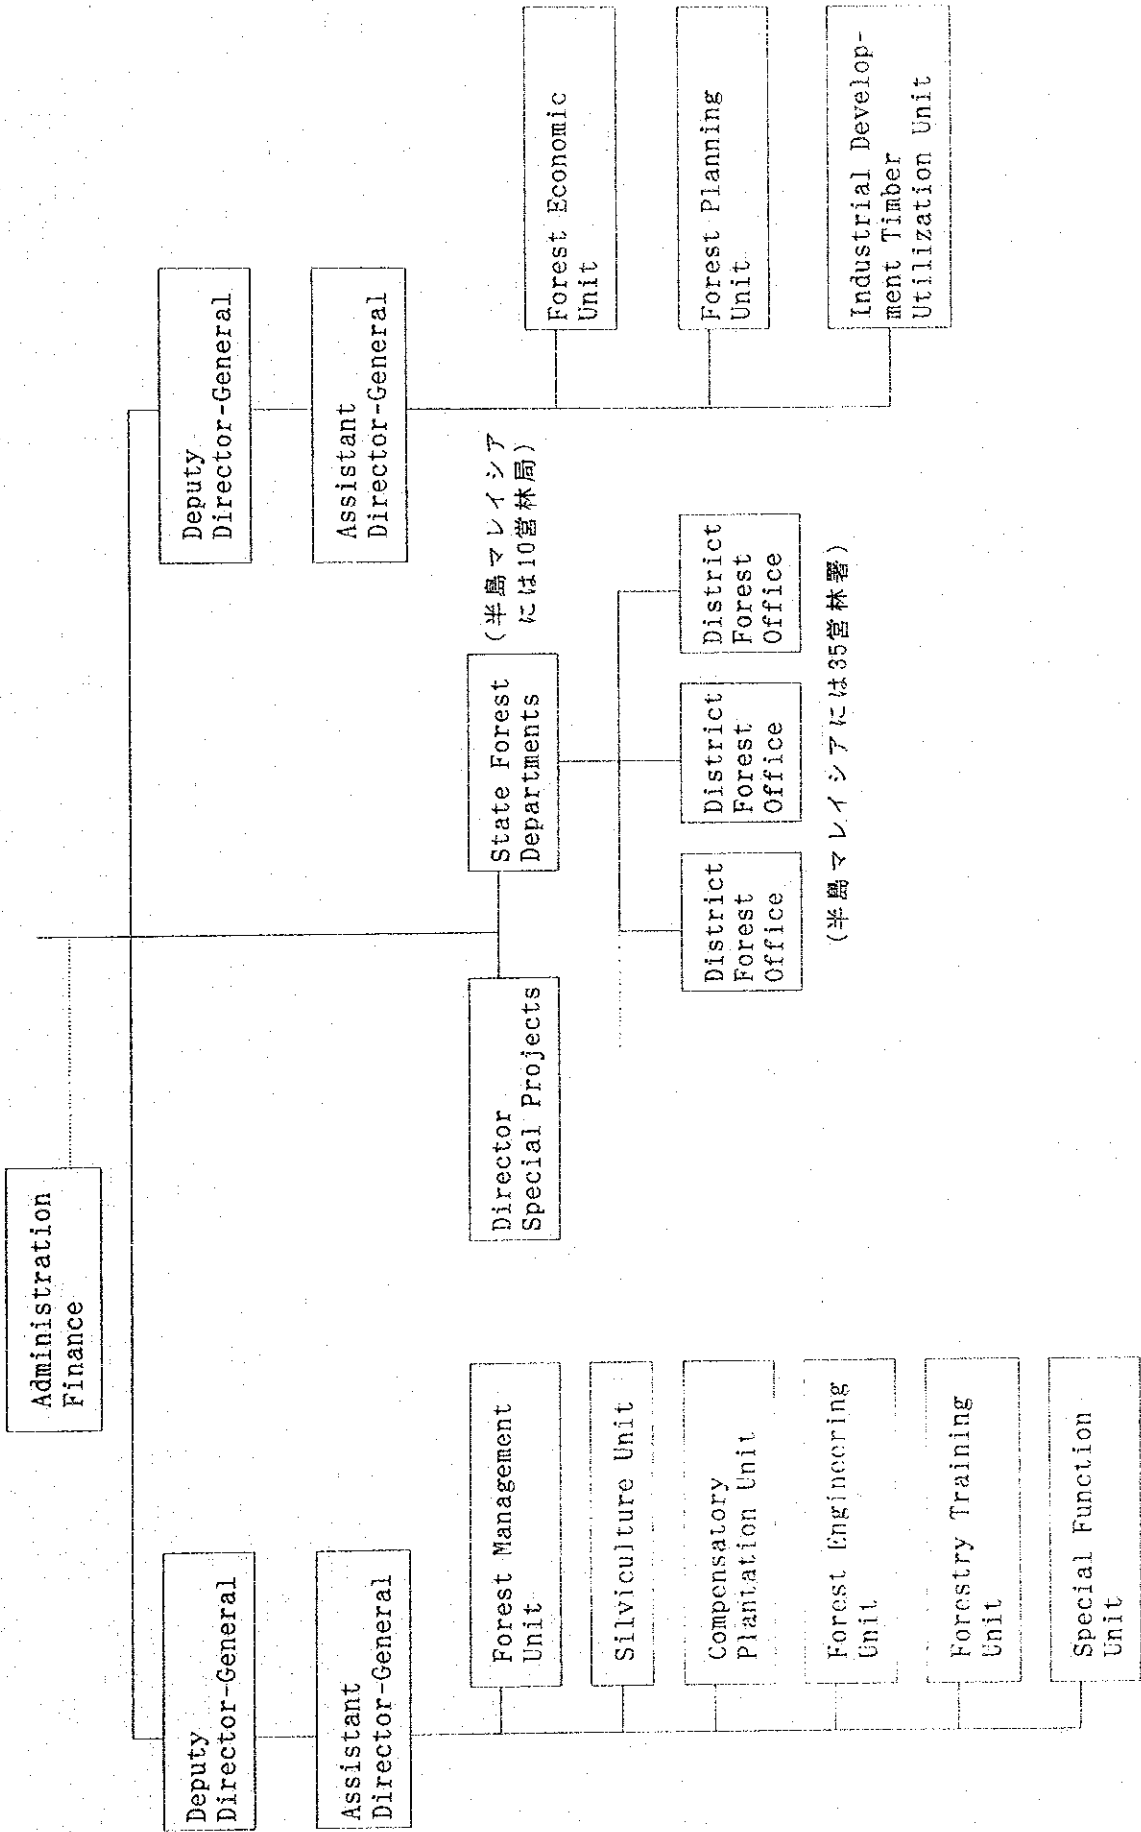 Administration
Finance
Deputy
Director-General
Assistant
Director-General
Forest Management
Unit
Silviculture Unit
Compensatory
Plantation Unit
Forest Engineering
Unit
Forestry Training
Unit
Special Function
Unit
Director
Special Projects
State Forest
Departments
(半島マレイシア
には10営林局)
District
Forest
Office
District
Forest
Office
District
Forest
Office
(半島マレイシアには35営林署)
Deputy
Director-General
Assistant
Director-General
Forest Economic
Unit
Forest Planning
Unit
Industrial Develop-
ment Timber
Utilization Unit